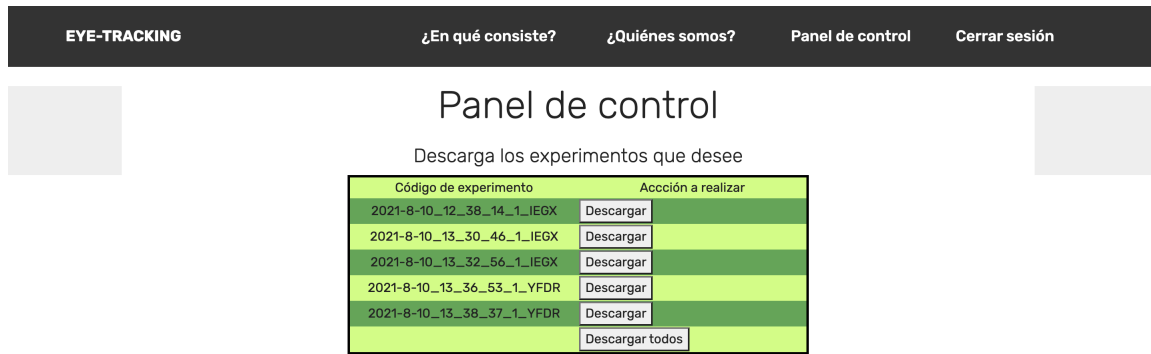 EYE-TRACKING ¿En qué consiste? ¿Quiénes somos? Panel de control Cerrar sesión
Panel de control
Descarga los experimentos que desee
Código de experimento Accción a realizar
2021-8-10_12_38_14_1_IEGX Descargar
2021-8-10_13_30_46_1_IEGX Descargar
2021-8-10_13_32_56_1_IEGX Descargar
2021-8-10_13_36_53_1_YFDR Descargar
2021-8-10_13_38_37_1_YFDR Descargar
Descargar todos